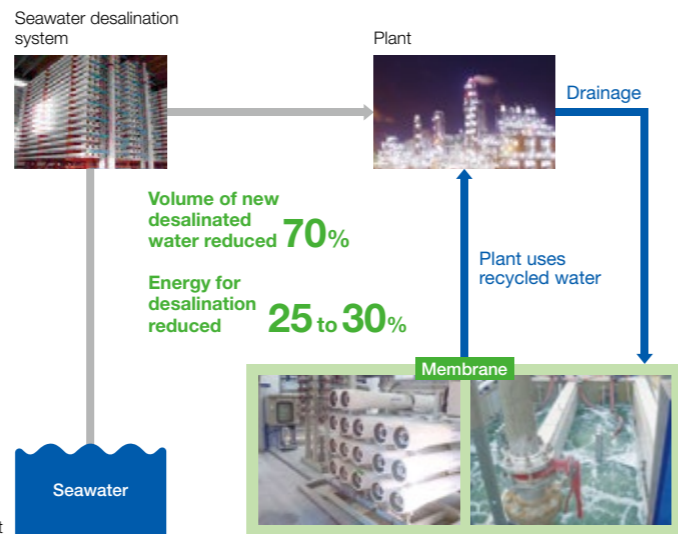 Seawater desalination
system
Plant
Drainage
Volume of new
desalinated
water reduced 70%
Energy for
desalination
reduced 25 to 30%
Plant uses
recycled water
Membrane
Seawater
t